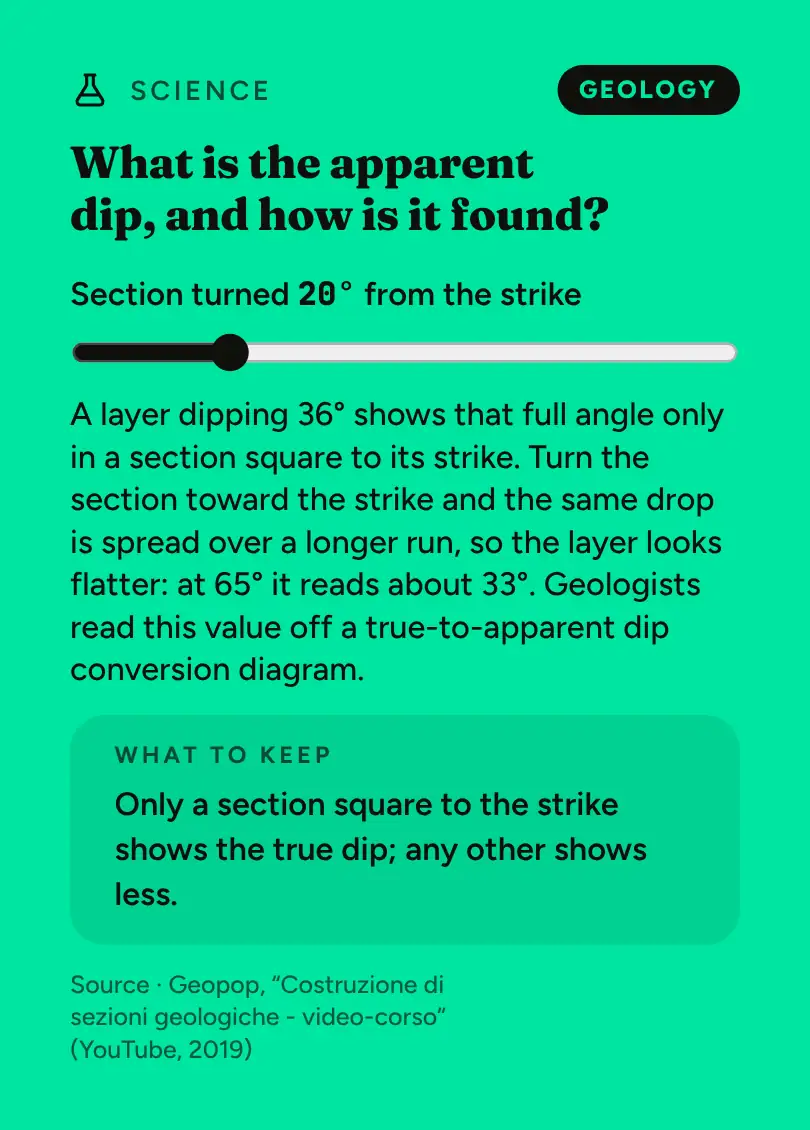 SCIENCE
GEOLOGY
What is the apparent
dip, and how is it found?
Section turned 20° from the strike
A layer dipping 36° shows that full angle only
in a section square to its strike. Turn the
section toward the strike and the same drop
is spread over a longer run, so the layer looks
flatter: at 65° it reads about 33°. Geologists
read this value off a true-to-apparent dip
conversion diagram.
WHAT TO KEEP
Only a section square to the strike
shows the true dip; any other shows
less.
Source · Geopop, “Costruzione di
sezioni geologiche - video-corso”
(YouTube, 2019)